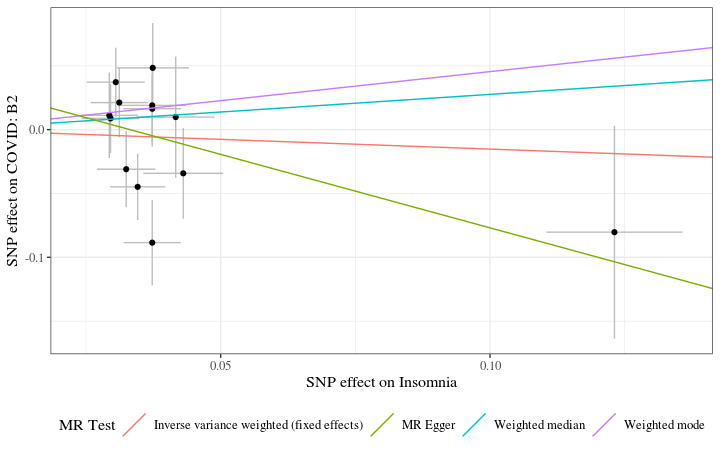 SNP effect on COVID: B2
0.0
-0.1
0.05
0.10
SNP effect on Insomnia
MR Test
Inverse variance weighted (fixed effects)
MR Egger
Weighted median
Weighted mode